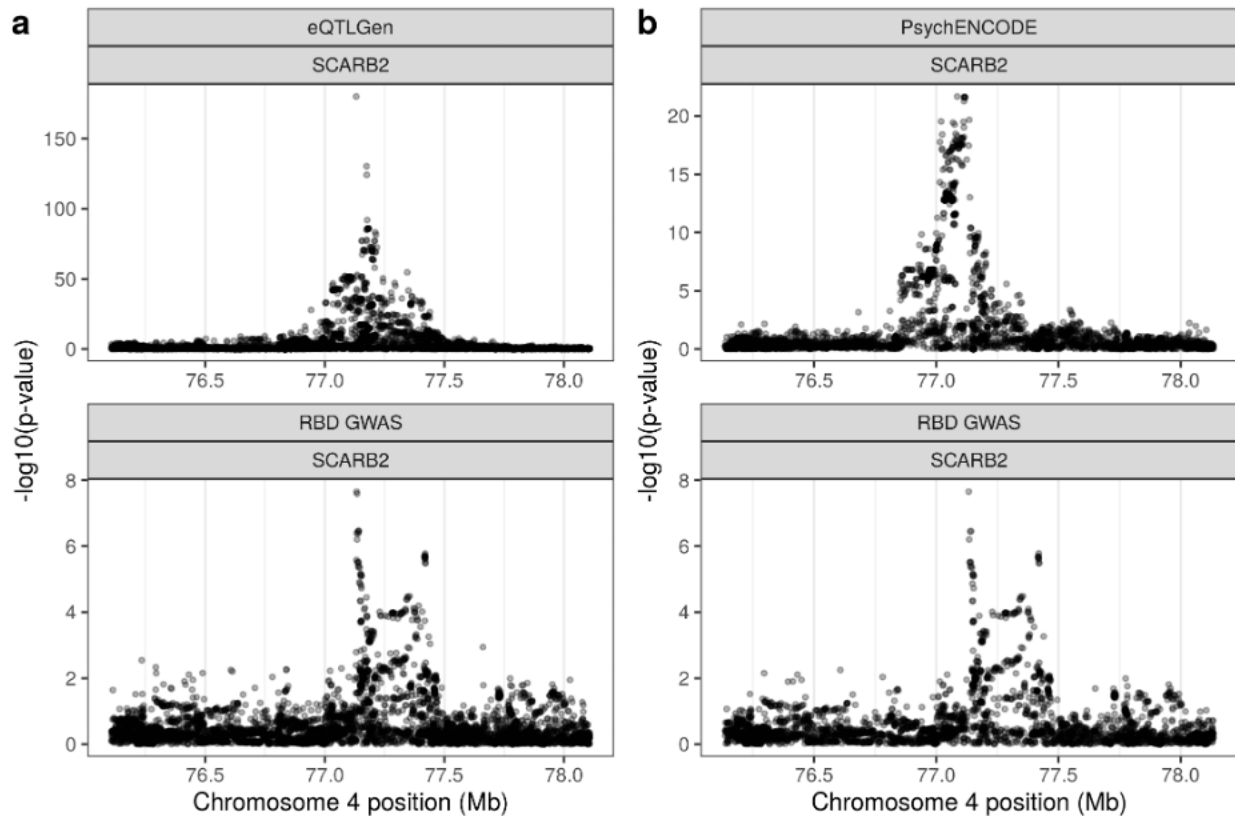 a
eQTLGen
SCARB2
-log10(p-value)
150
100
50
0
76.5 77.0 77.5 78.0
RBD GWAS
SCARB2
8
6
4
2
0
76.5 77.0 77.5 78.0
Chromosome 4 position (Mb)
b
PsychENCODE
SCARB2
-log10(p-value)
20
15
10
5
0
76.5 77.0 77.5 78.0
RBD GWAS
SCARB2
8
6
4
2
0
76.5 77.0 77.5 78.0
Chromosome 4 position (Mb)